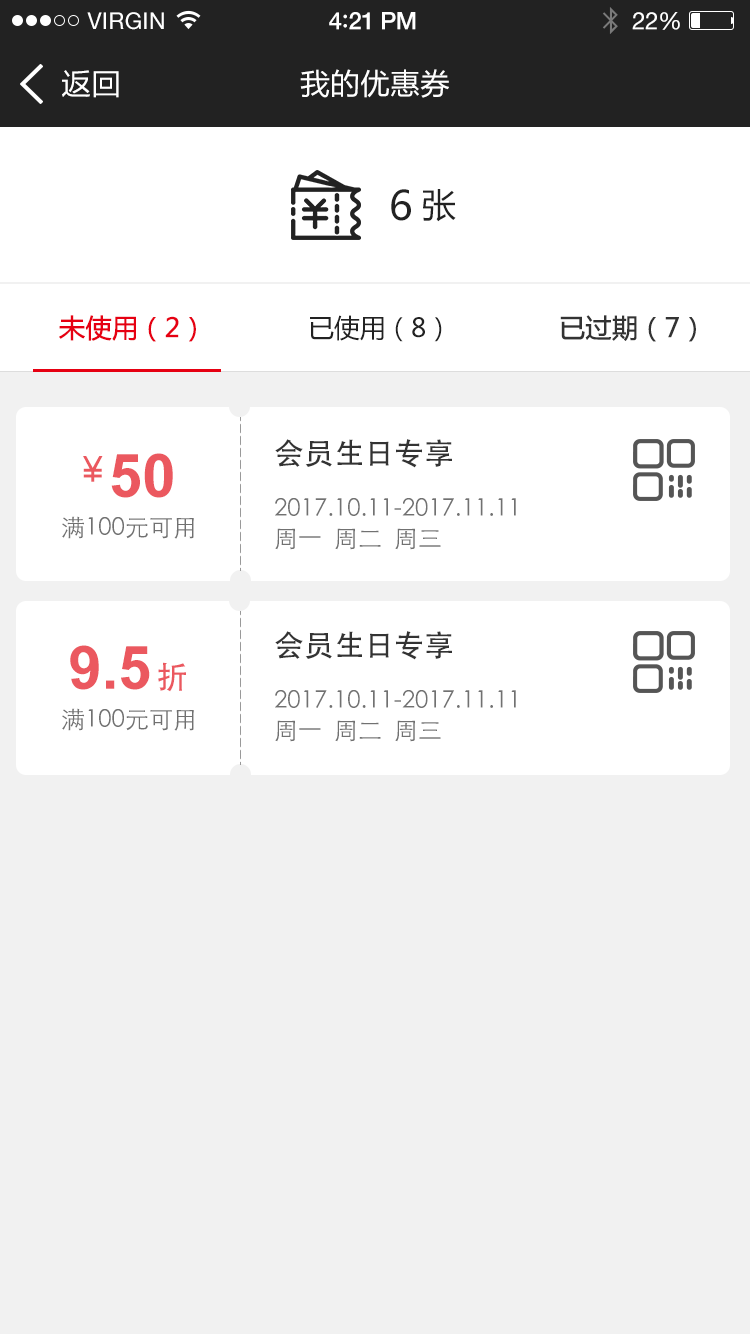 VIRGIN 4:21 PM 22%
返回 我的优惠券
¥ 6 张
未使用（2） 已使用（8） 已过期（7）
¥50
满100元可用
会员生日专享
2017.10.11-2017.11.11
周一 周二 周三
9.5折
满100元可用
会员生日专享
2017.10.11-2017.11.11
周一 周二 周三